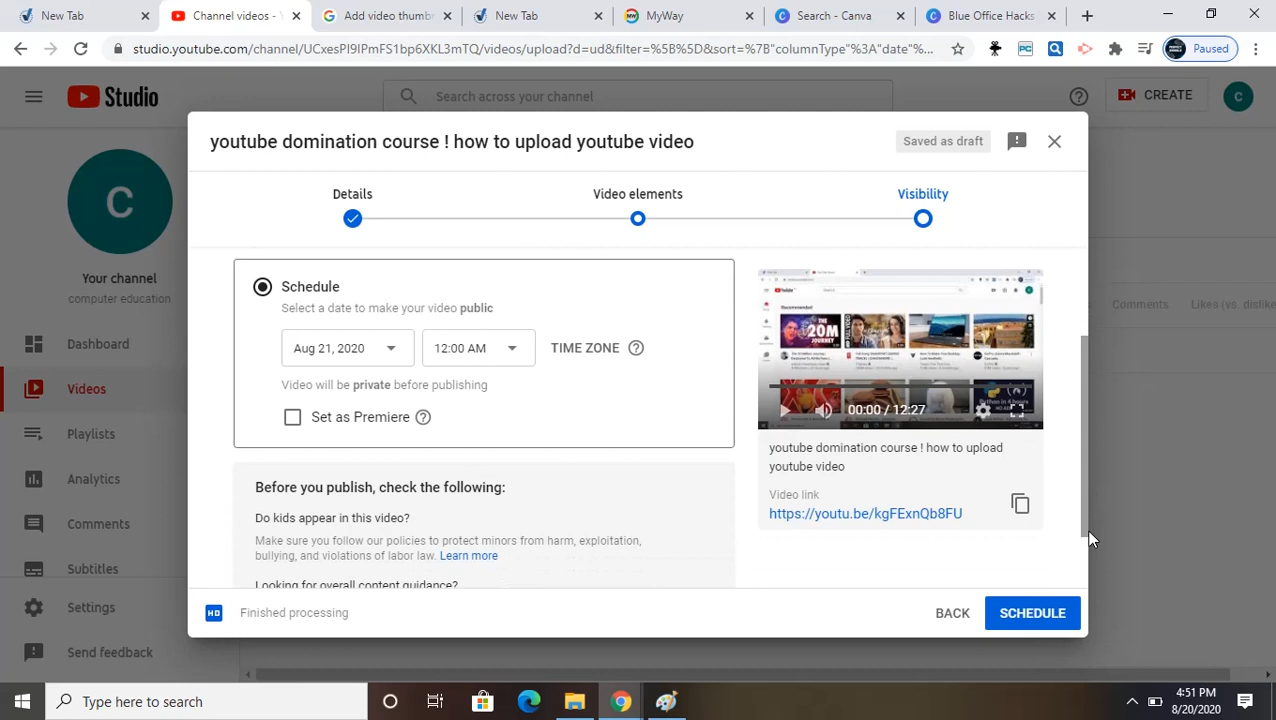 New Tab
Channel videos - Y
Add video thumbn
New Tab
MyWay
Search - Canva
Blue Office Hacks
studio.youtube.com/channel/UCxesPI9IPmFS1bp6XKL3mTQ/videos/upload?d=ud&filter=%5B%5D&sort=%7B"columnType"%3A"date"%...
PC
Paused
Studio
Search across your channel
CREATE
C
youtube domination course ! how to upload youtube video
Saved as draft
Details
Video elements
Visibility
C
Your channel
computer education
Dashboard
Videos
Playlists
Analytics
Comments
Subtitles
Settings
Send feedback
Schedule
Select a date to make your video public
Aug 21, 2020
12:00 AM
TIME ZONE
Video will be private before publishing
Set as Premiere
Before you publish, check the following:
Do kids appear in this video?
Make sure you follow our policies to protect minors from harm, exploitation,
bullying, and violations of labor law. Learn more
Looking for overall content guidance?
Recommended
THE
20M
JOURNEY
00:00 / 12:27
youtube domination course ! how to upload
youtube video
Video link
https://youtu.be/kgFExnQb8FU
Comments
Likes (vs. dislike
HD
Finished processing
BACK
SCHEDULE
Type here to search
4:51 PM
8/20/2020